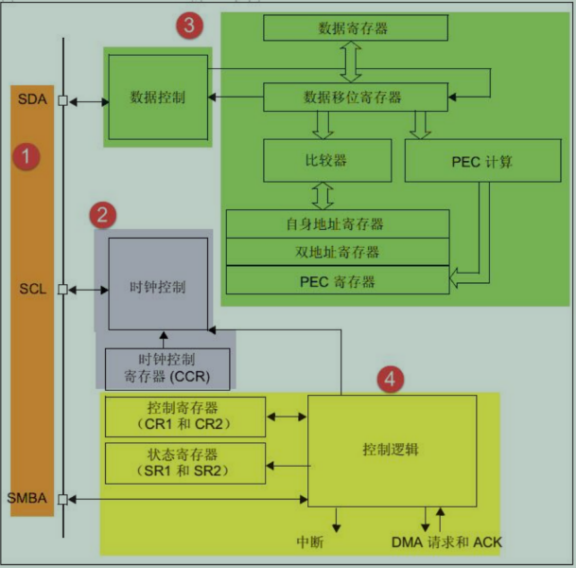 3
数据寄存器
SDA
数据控制
数据移位寄存器
1
比较器
PEC 计算
2
自身地址寄存器
双地址寄存器
PEC 寄存器
SCL
时钟控制
时钟控制
寄存器 (CCR)
4
控制寄存器
（CR1 和 CR2）
控制逻辑
状态寄存器
（SR1 和 SR2）
SMBA
中断
DMA 请求和 ACK